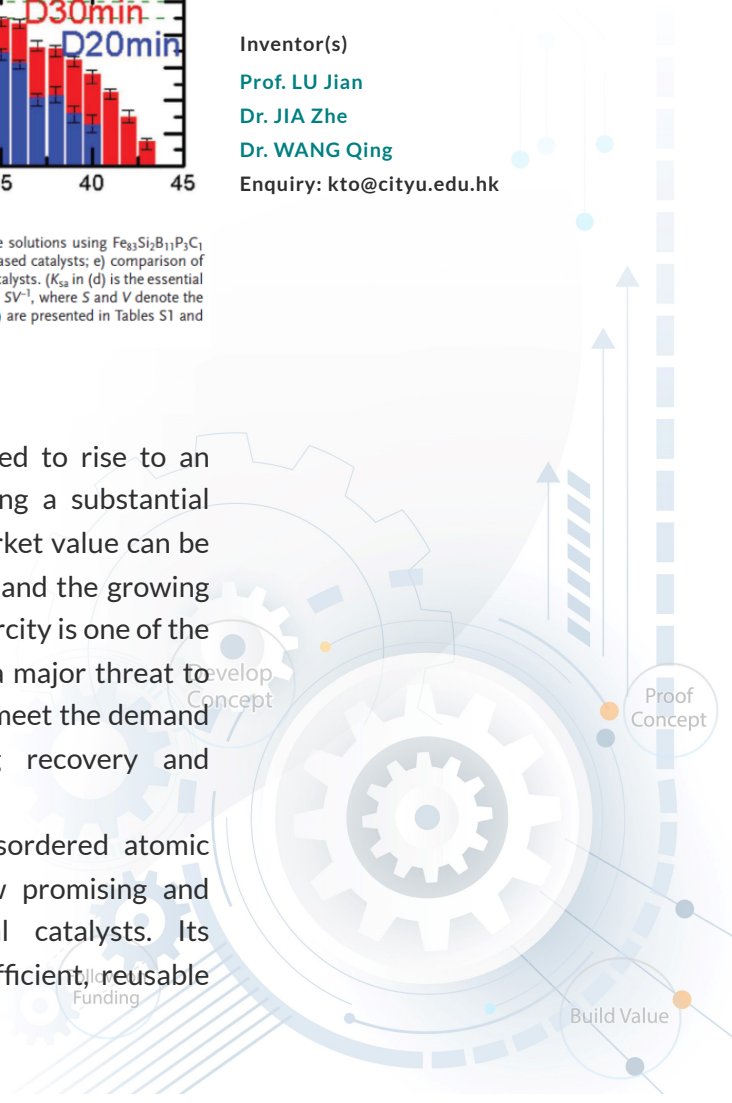 D30min
D20min
5 40 45
e solutions using Fe₈₃Si₂B₁₁P₃C₁
ased catalysts; e) comparison of
talysts. (Kₛₐ in (d) is the essential
SV⁻¹, where S and V denote the
) are presented in Tables S1 and
Inventor(s)
Prof. LU Jian
Dr. JIA Zhe
Dr. WANG Qing
Enquiry: kto@cityu.edu.hk
ed to rise to an
ng a substantial
rket value can be
and the growing
rcity is one of the
a major threat to
meet the demand
recovery and
sordered atomic
promising and
l catalysts. Its
fficient, reusable
Develop
Concept
Proof
Concept
Funding
Build Value